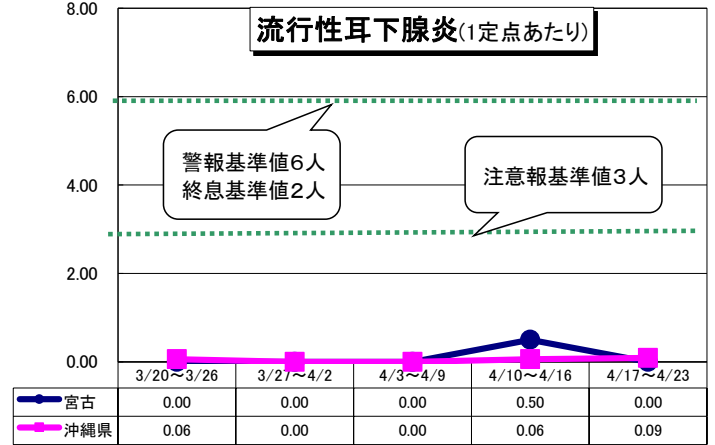 流行性耳下腺炎(1定点あたり)
8.00
6.00
警報基準値6人
終息基準値2人
注意報基準値3人
4.00
2.00
0.00
3/20～3/26 3/27～4/2 4/3～4/9 4/10～4/16 4/17～4/23
宮古 0.00 0.00 0.00 0.50 0.00
沖縄県 0.06 0.00 0.00 0.06 0.09